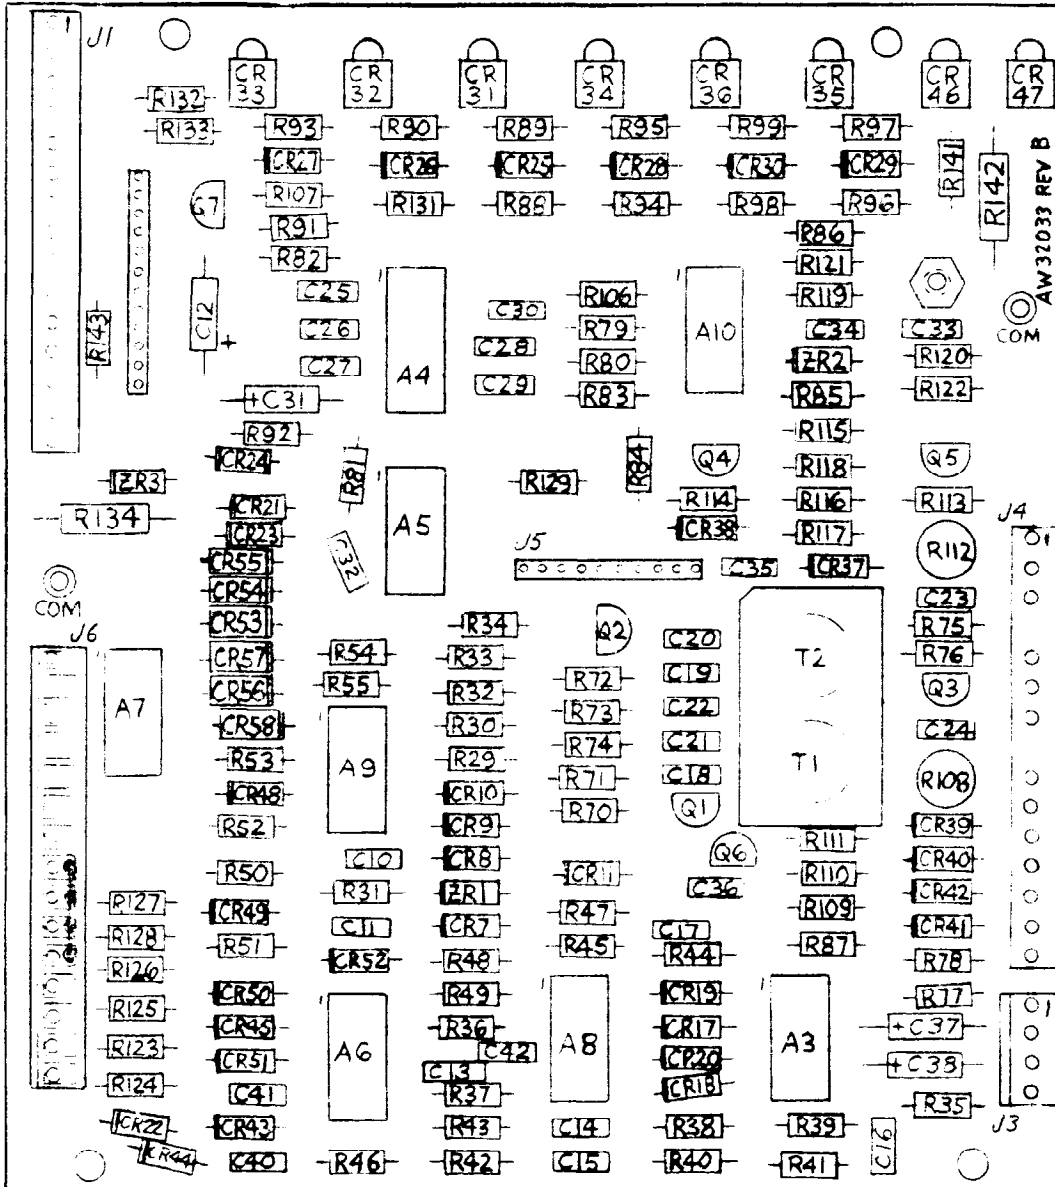 1 J1
CR 33 CR 32 CR 31 CR 34 CR 36 CR 35 CR 46 CR 47
R132
R133 R93 R90 R89 R95 R99 R97
CR27 CR26 CR25 CR28 CR30 CR29 R141 R142
AW32033 REV B
R107 R131 R88 R94 R98 R96
R91 R86
R82 R121
C25 R106 R119
C12 + C26 C30 R79 A10 C34 C33 COM
R143 C27 A4 C28 R80 ZR2 R120
C29 R83 R85 R122
+C31
R92 R115
CR24 R81 R84 Q4 R118 Q5
ZR3 R129
CR21 A5 R114 R116 R113
R134 CR23 CR38 R117 J4
CR55 C32 J5 C35 CR37 R112 1
CR54 C23
COM CR53 R34 Q2 C20 R75
J6 CR57 R54 R33 T2 R76
A7 CR56 R55 R32 R72 C19 Q3
CR58 R30 R73 C22 C24
R53 A9 R29 R74 C21 T1
CR48 CR10 R71 C18 R108
R52 CR9 R70 Q1 CR39
C10 CR8 Q6 R111 CR40
R50 R31 ZR1 CR11 C36 R110 CR42
R127 CR49 C11 CR7 R47 C17 R109 CR41
R128 R51 CR52 R48 R45 R44 R87 R78
R126
CR50 R49 CR19 R77 1
R125 CR45 R36 CR17 +C37
R123 CR51 A6 C42 A8 CR20 A3 +C38
C13
R124 C41 R37 CR18 R35
CR22 CR43 R43 C14 R38 R39 C16 J3
CR44 C40 R46 R42 C15 R40 R41